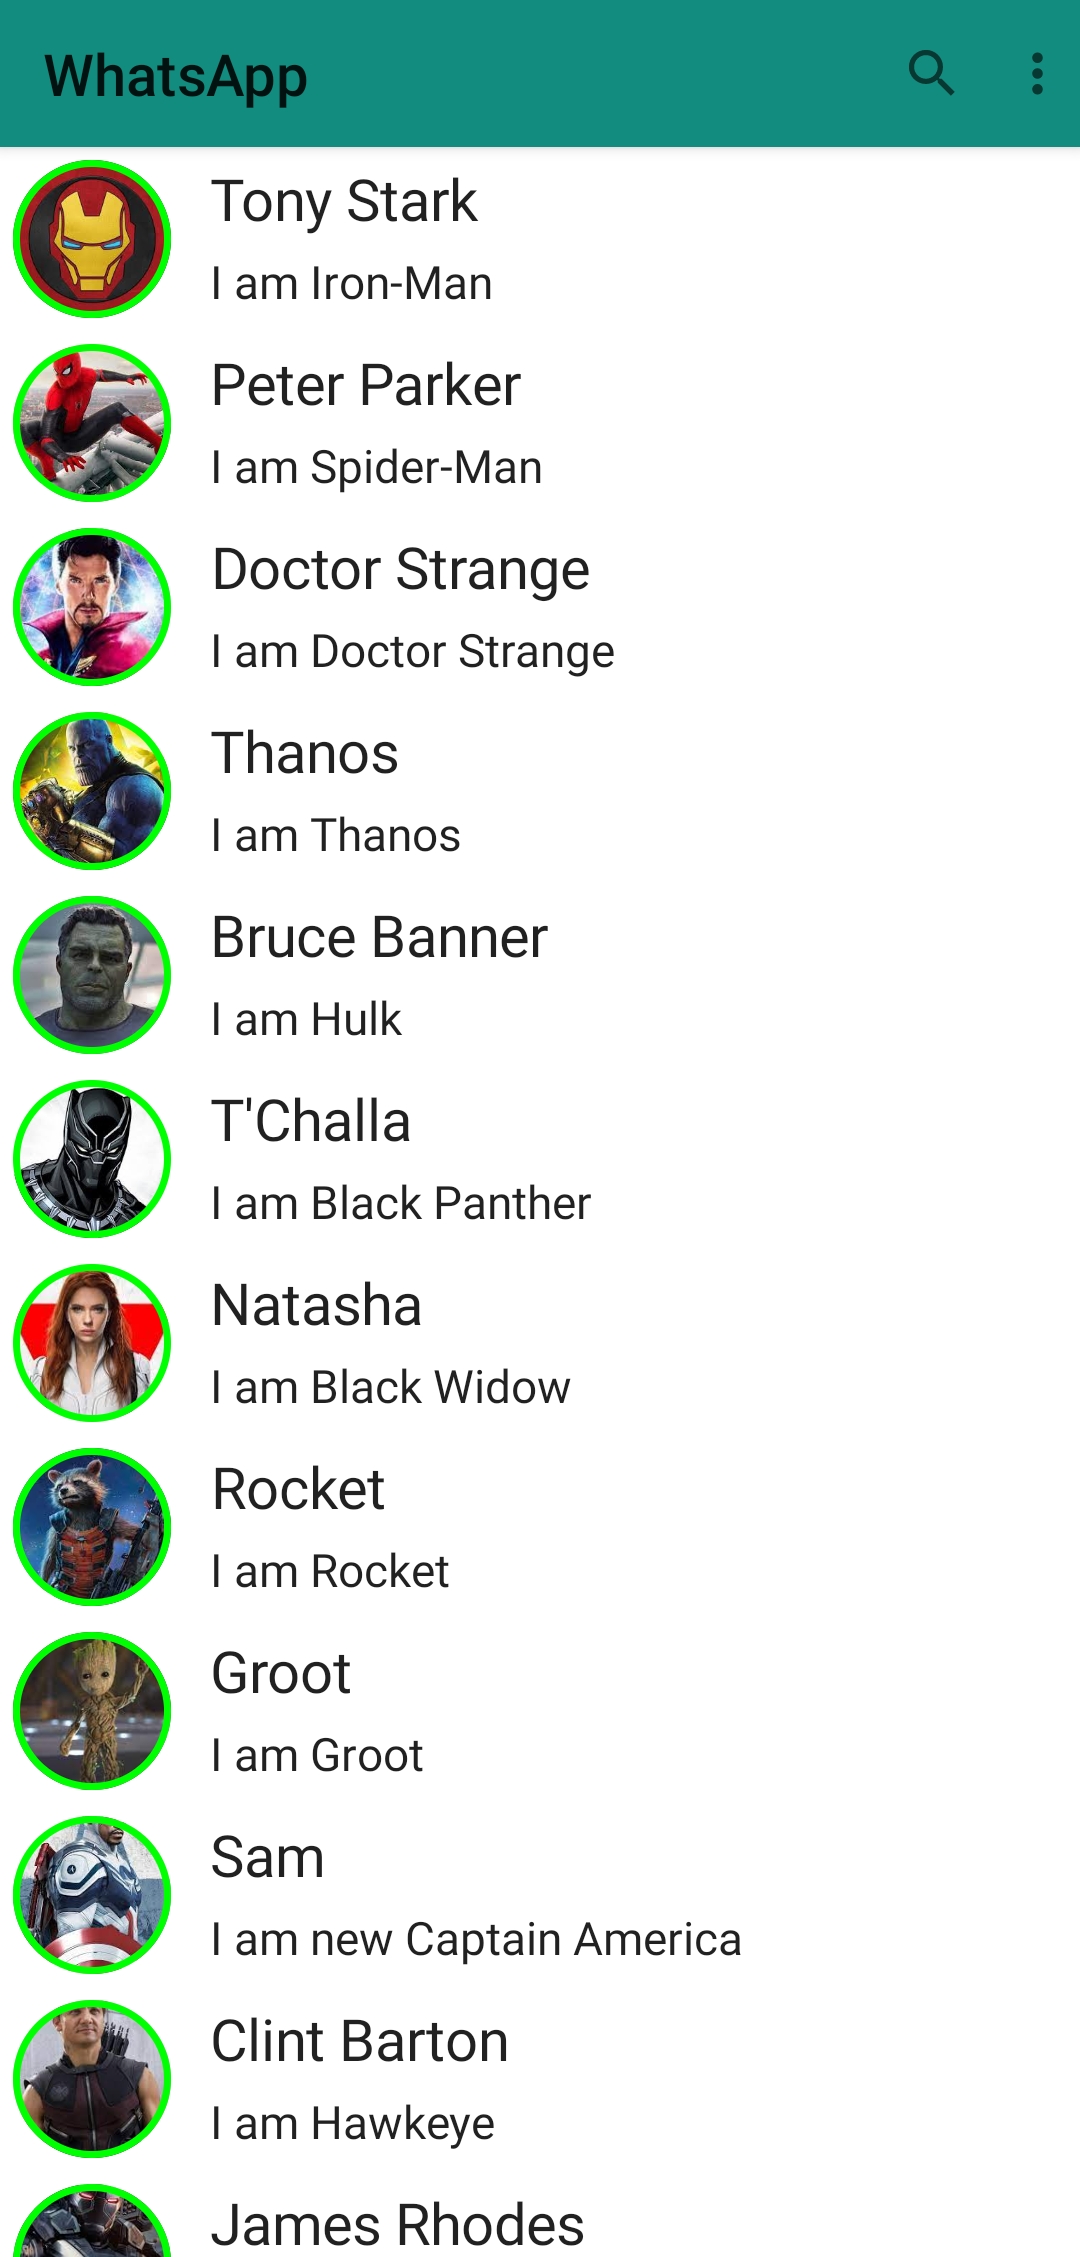 WhatsApp
Tony Stark
I am Iron-Man
Peter Parker
I am Spider-Man
Doctor Strange
I am Doctor Strange
Thanos
I am Thanos
Bruce Banner
I am Hulk
T'Challa
I am Black Panther
Natasha
I am Black Widow
Rocket
I am Rocket
Groot
I am Groot
Sam
I am new Captain America
Clint Barton
I am Hawkeye
James Rhodes